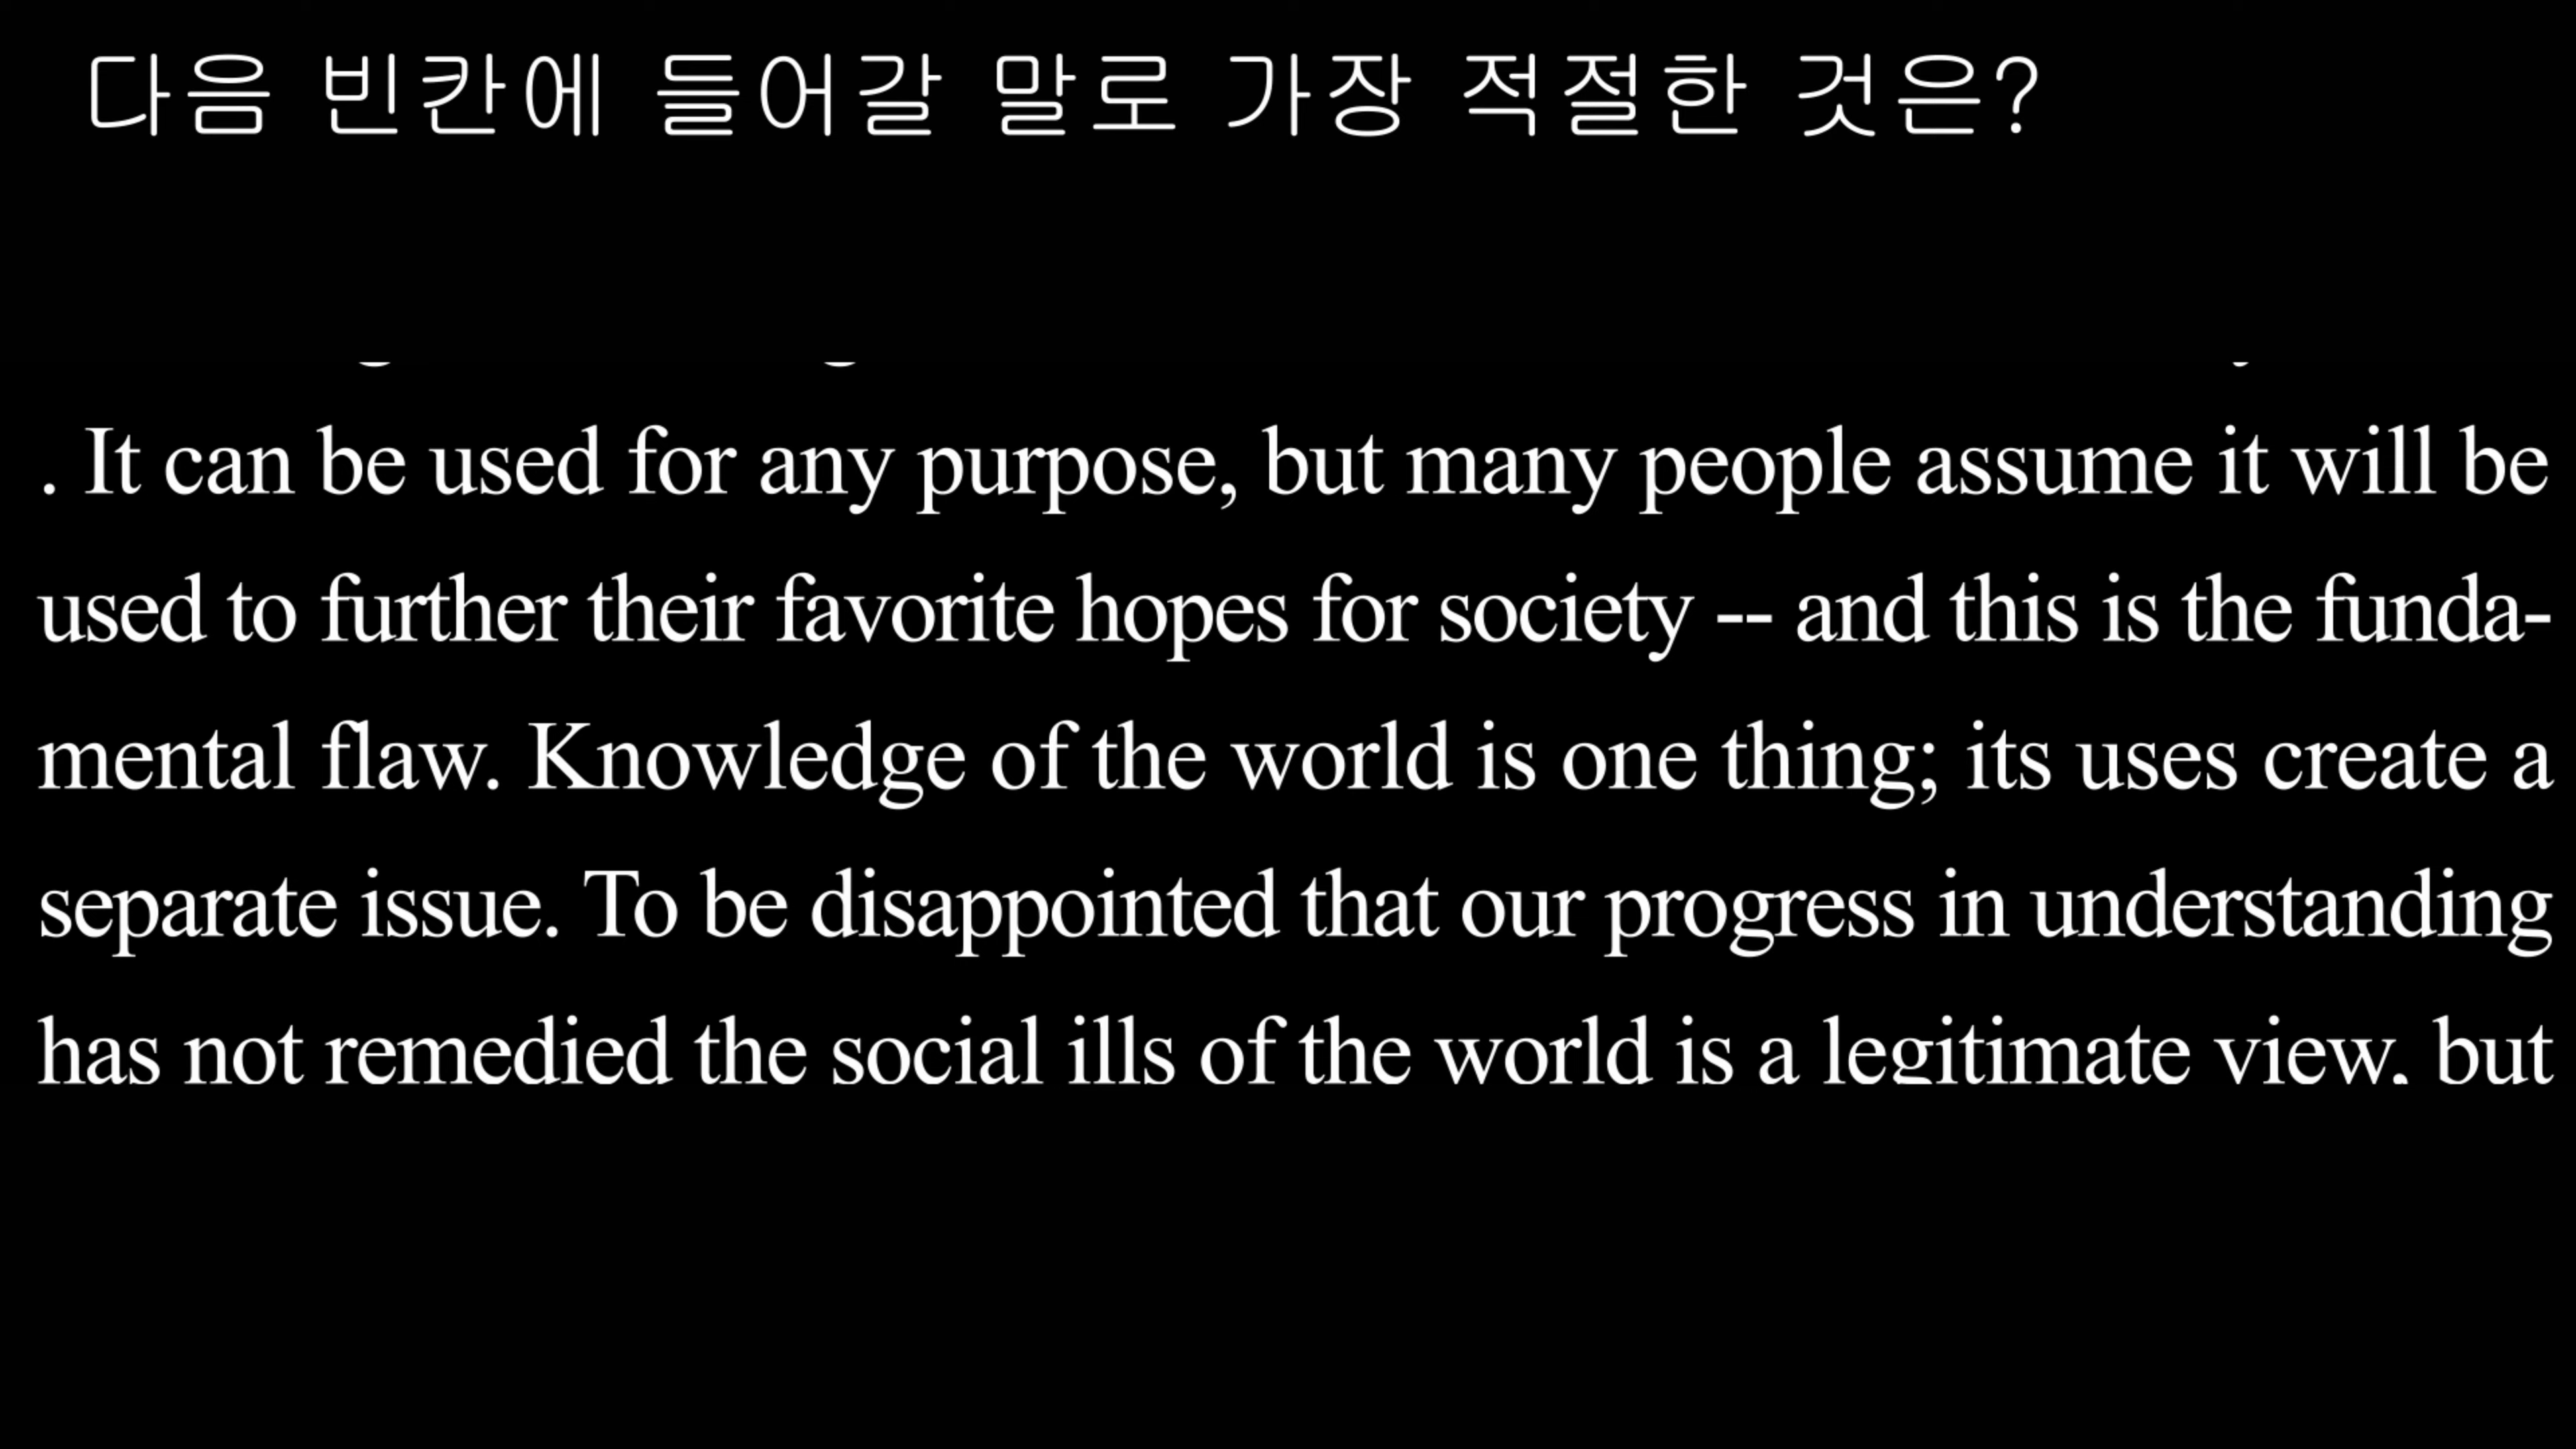 다음 빈칸에 들어갈 말로 가장 적절한 것은?
. It can be used for any purpose, but many people assume it will be
used to further their favorite hopes for society -- and this is the funda-
mental flaw. Knowledge of the world is one thing; its uses create a
separate issue. To be disappointed that our progress in understanding
has not remedied the social ills of the world is a legitimate view, but